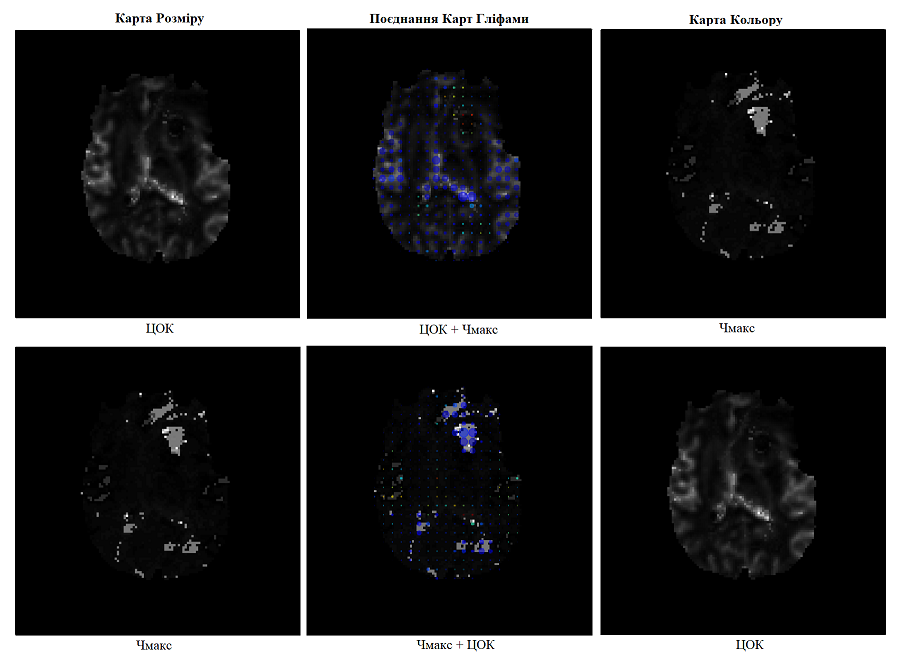 Карта Розміру
Поєднання Карт Гліфами
Карта Кольору
ЦОК
ЦОК + Чмакс
Чмакс
Чмакс
Чмакс + ЦОК
ЦОК